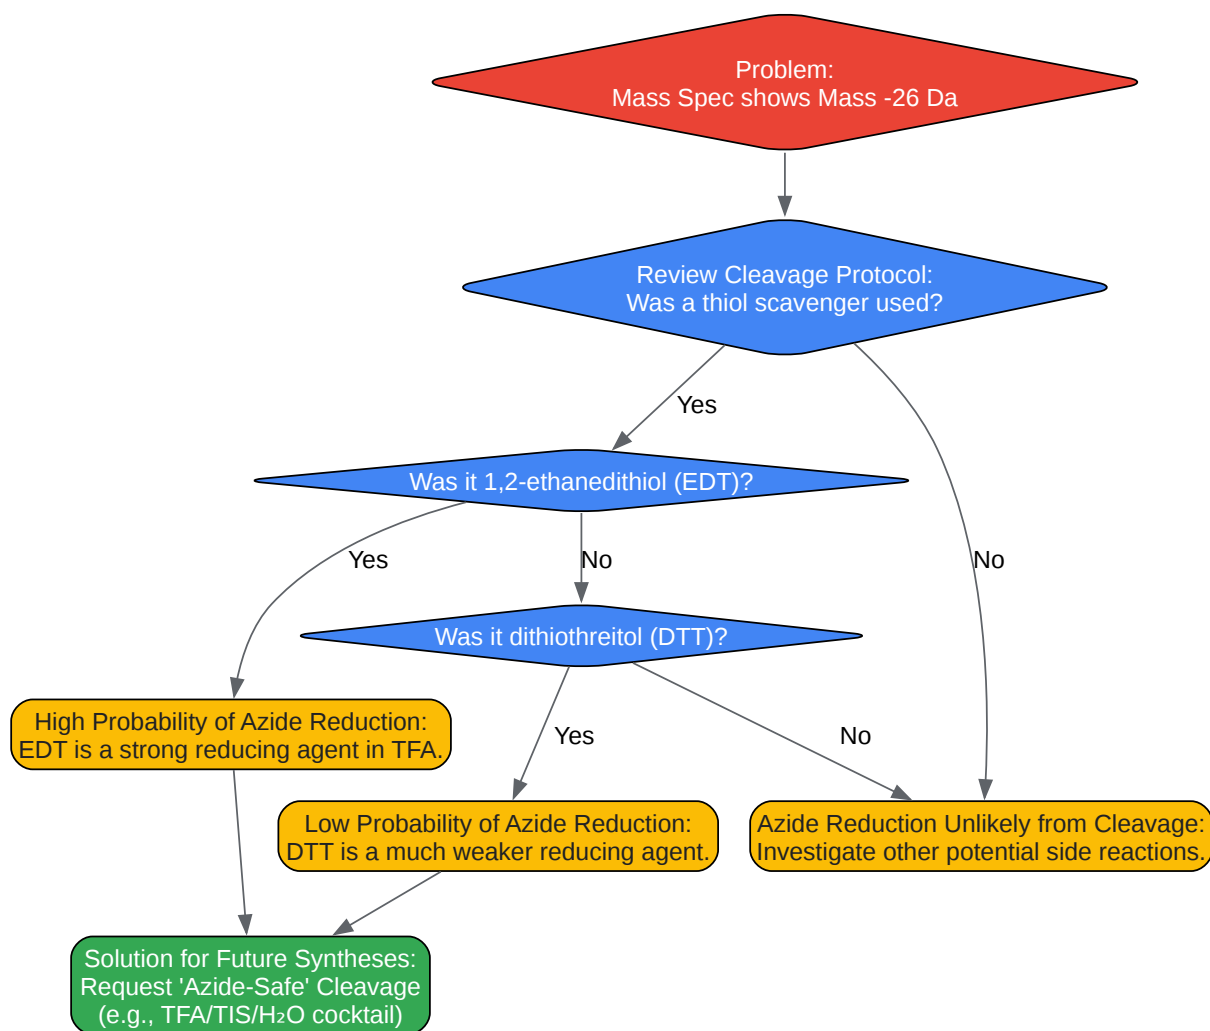 Problem:
Mass Spec shows Mass -26 Da
Review Cleavage Protocol:
Was a thiol scavenger used?
Yes
Was it 1,2-ethanedithiol (EDT)?
Yes
No
No
Was it dithiothreitol (DTT)?
High Probability of Azide Reduction:
EDT is a strong reducing agent in TFA.
Yes
No
Low Probability of Azide Reduction:
DTT is a much weaker reducing agent.
Azide Reduction Unlikely from Cleavage:
Investigate other potential side reactions.
Solution for Future Syntheses:
Request 'Azide-Safe' Cleavage
(e.g., TFA/TIS/H₂O cocktail)